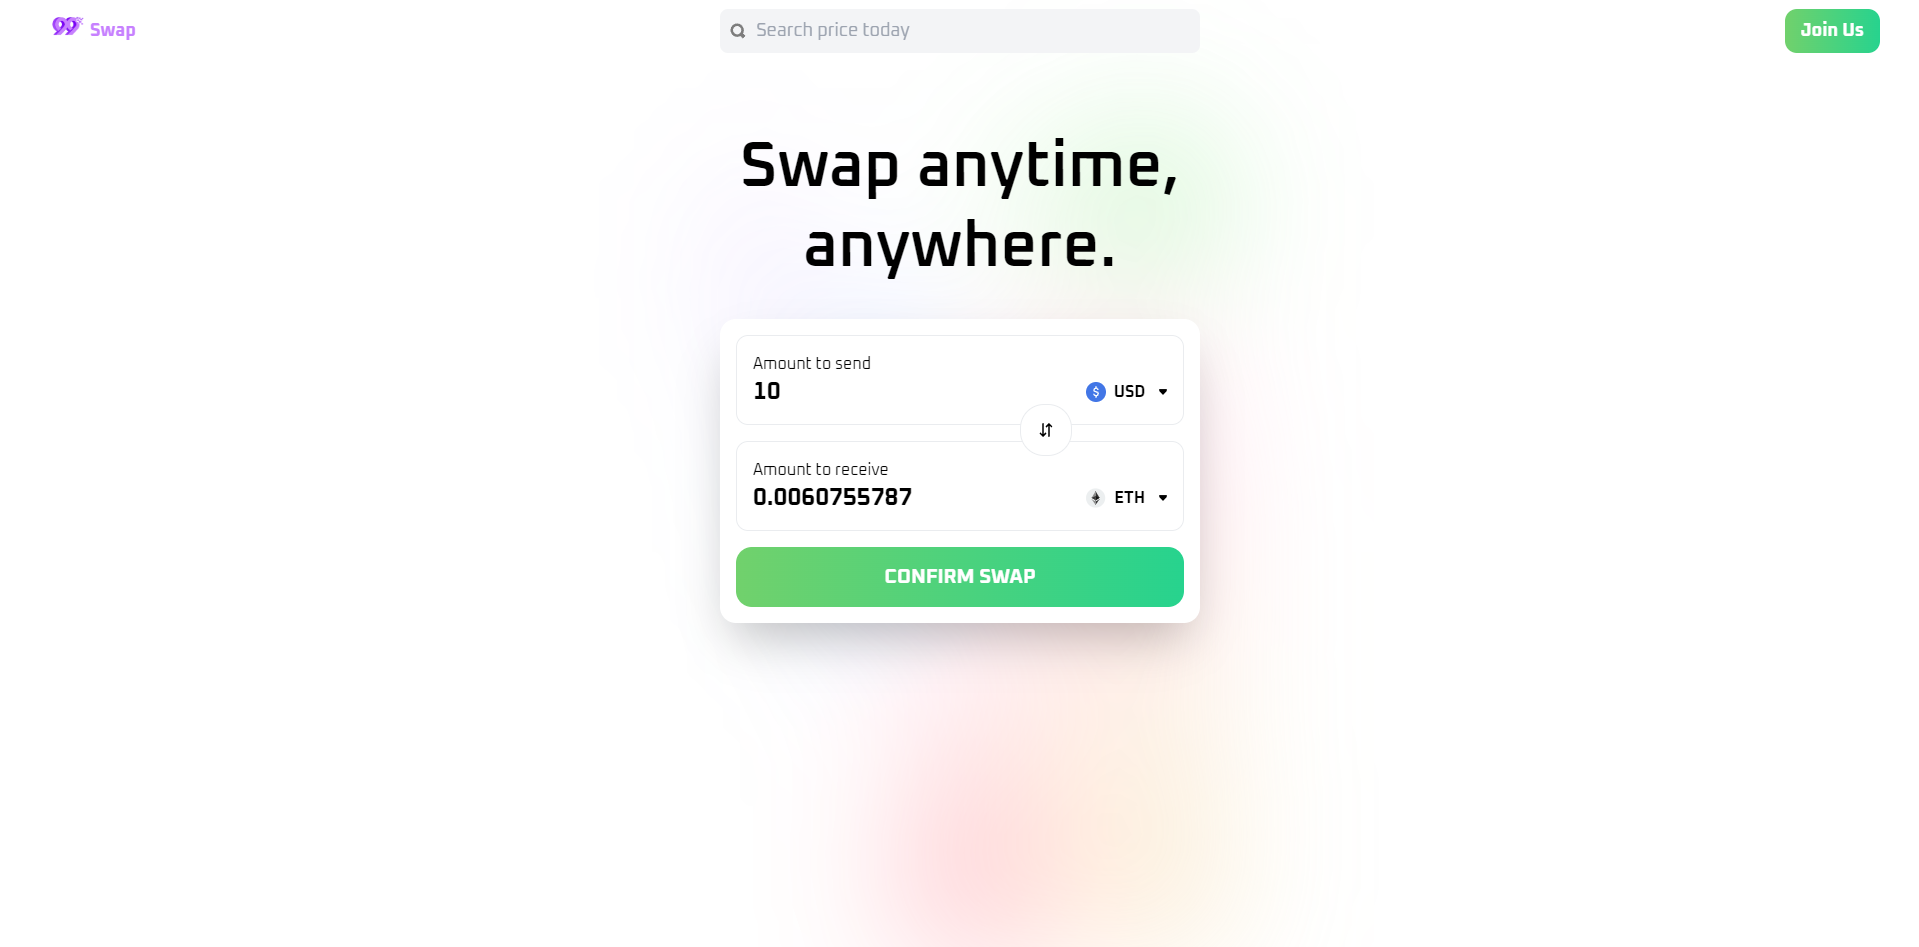 99 Swap
Search price today
Join Us
Swap anytime,
anywhere.
Amount to send
10
$ USD
Amount to receive
0.0060755787
ETH
CONFIRM SWAP